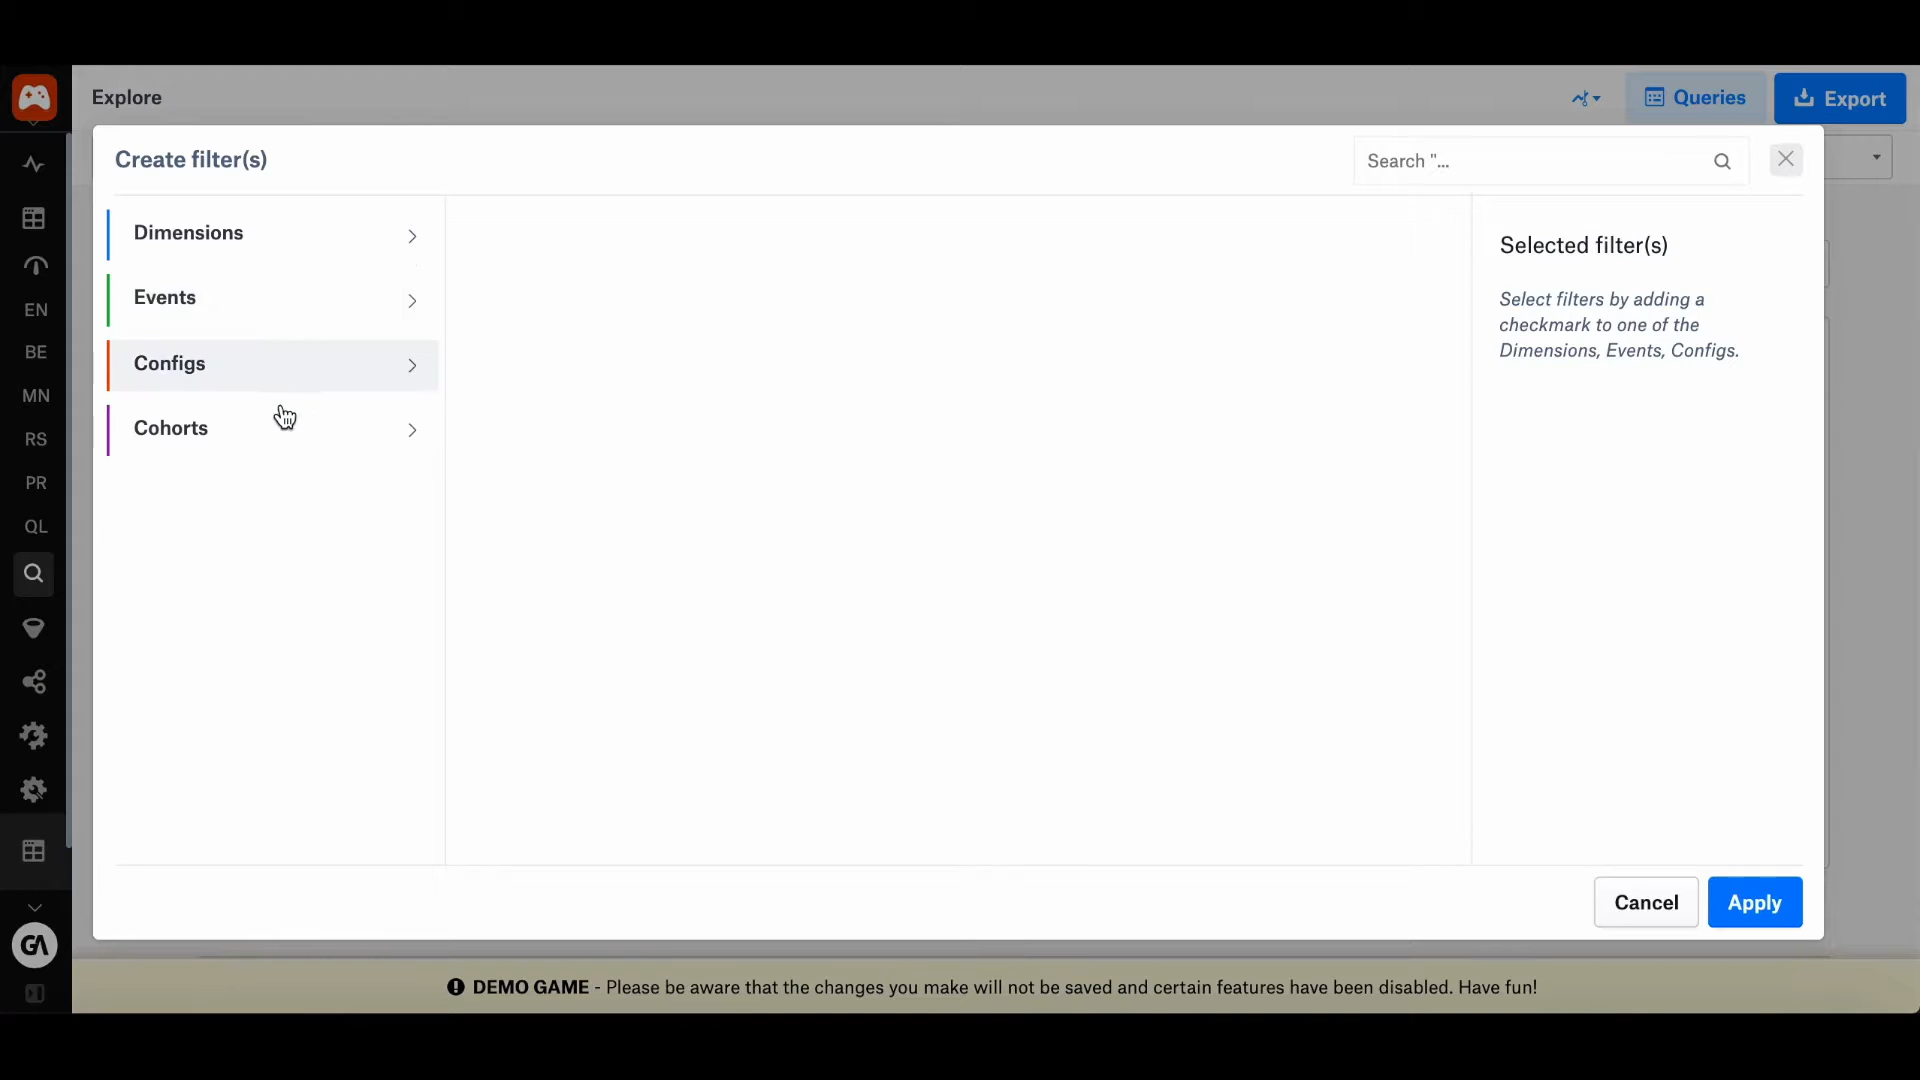 Explore
Queries
Export
Create filter(s)
Search "...
Dimensions
Events
Configs
Cohorts
Selected filter(s)
Select filters by adding a
checkmark to one of the
Dimensions, Events, Configs.
EN
BE
MN
RS
PR
QL
Cancel
Apply
GA
DEMO GAME - Please be aware that the changes you make will not be saved and certain features have been disabled. Have fun!